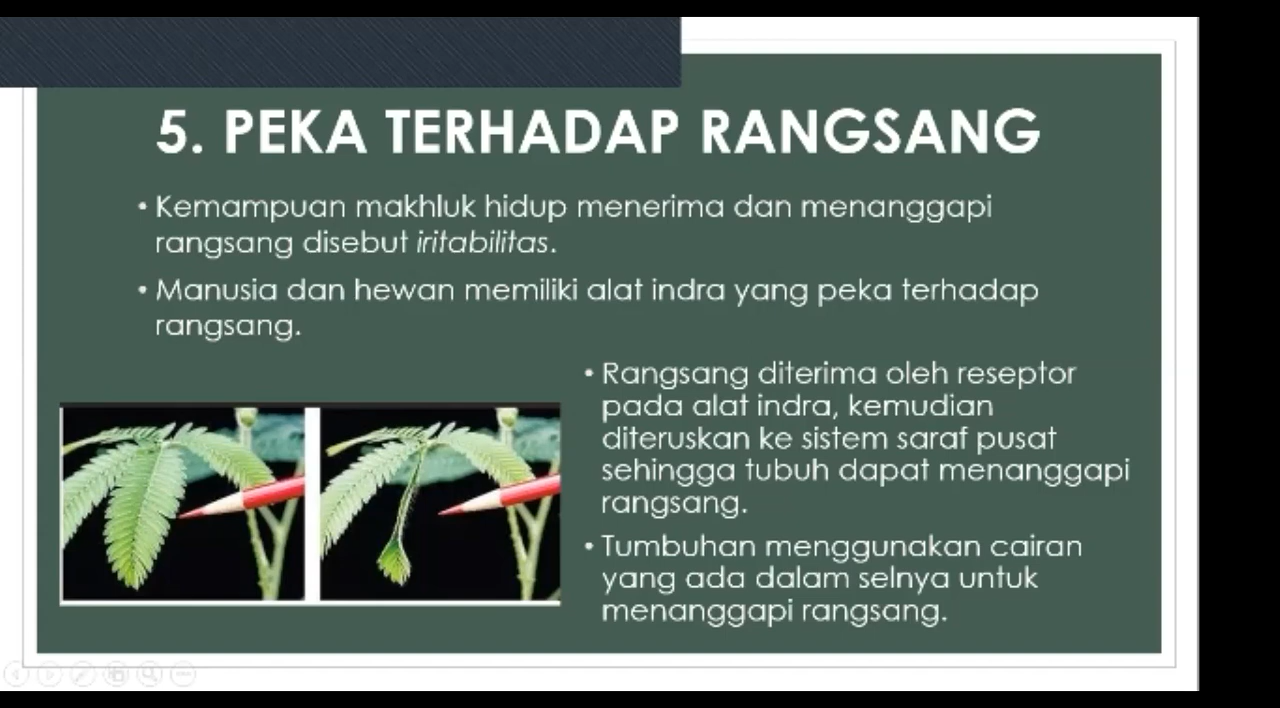 5. PEKA TERHADAP RANGSANG
• Kemampuan makhluk hidup menerima dan menanggapi
rangsang disebut iritabilitas.
• Manusia dan hewan memiliki alat indra yang peka terhadap
rangsang.
• Rangsang diterima oleh reseptor
pada alat indra, kemudian
diteruskan ke sistem saraf pusat
sehingga tubuh dapat menanggapi
rangsang.
• Tumbuhan menggunakan cairan
yang ada dalam selnya untuk
menanggapi rangsang.